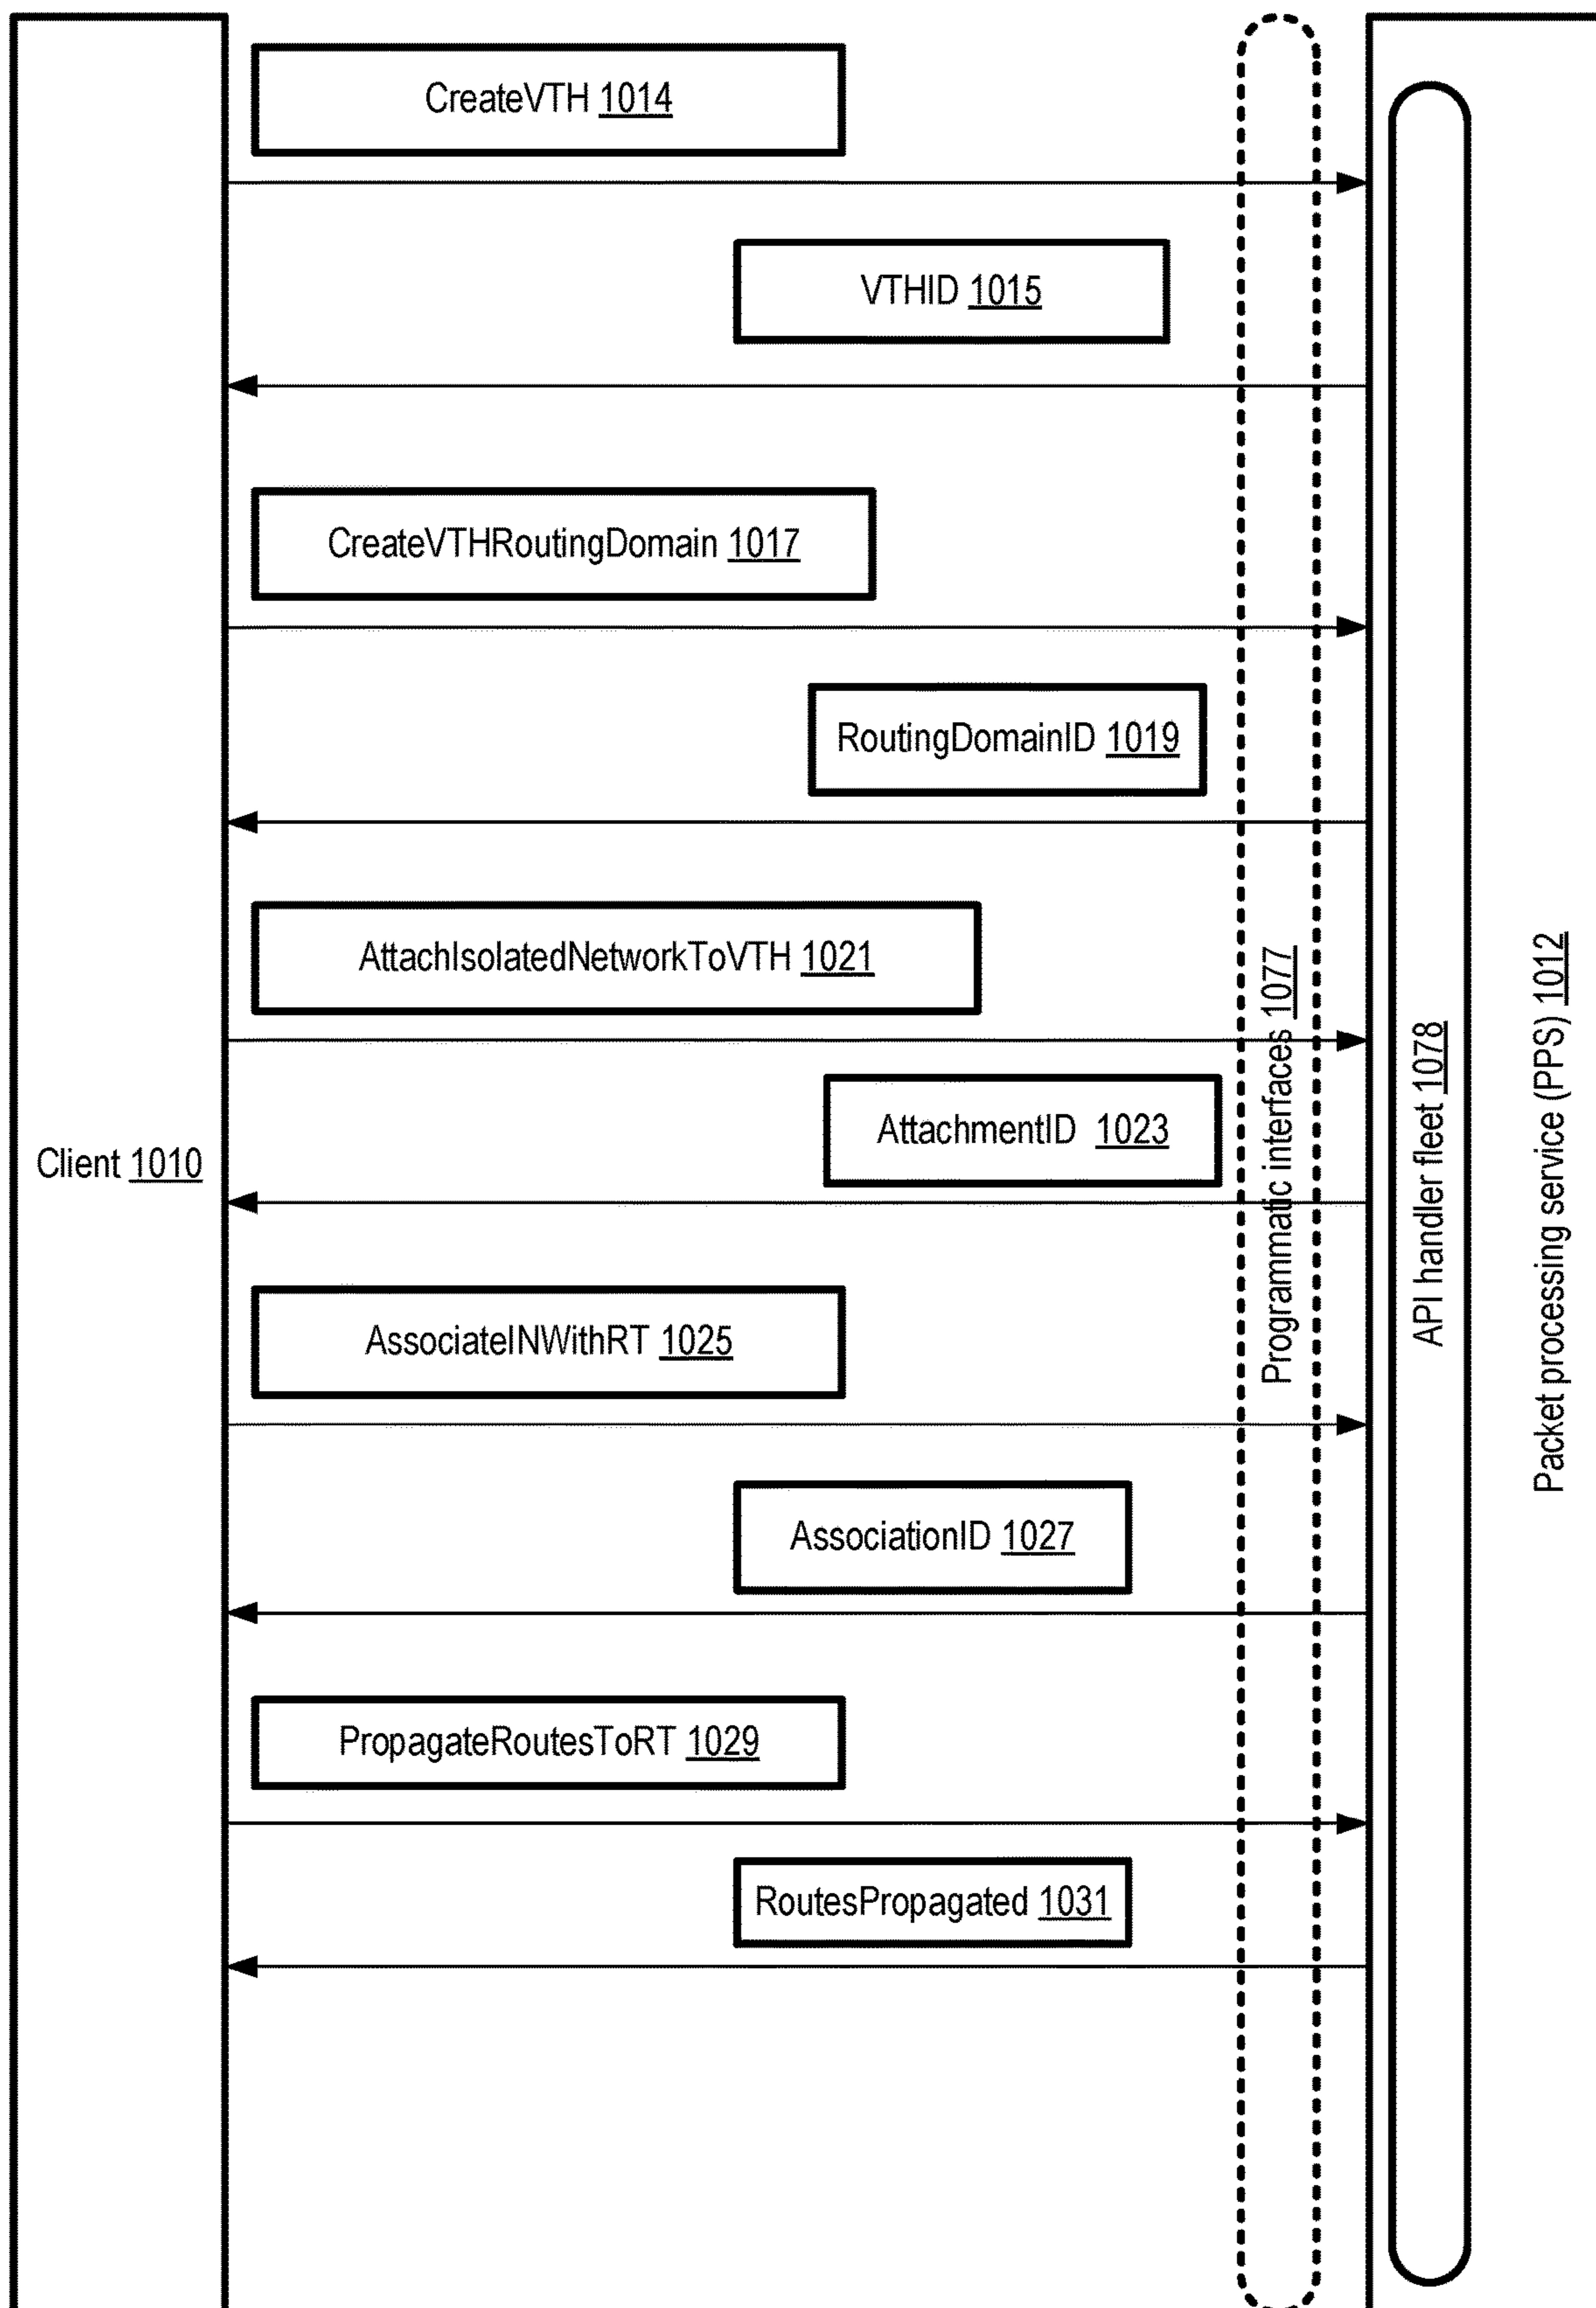 CreateVTH 1014
VTHID 1015
CreateVTHRoutingDomain 1017
RoutingDomainID 1019
AttachIsolatedNetworkToVTH 1021
AttachmentID 1023
Client 1010
AssociateINWithRT 1025
AssociationID 1027
PropagateRoutesToRT 1029
RoutesPropagated 1031
Programmatic interfaces 1077
API handler fleet 1078
Packet processing service (PPS) 1012